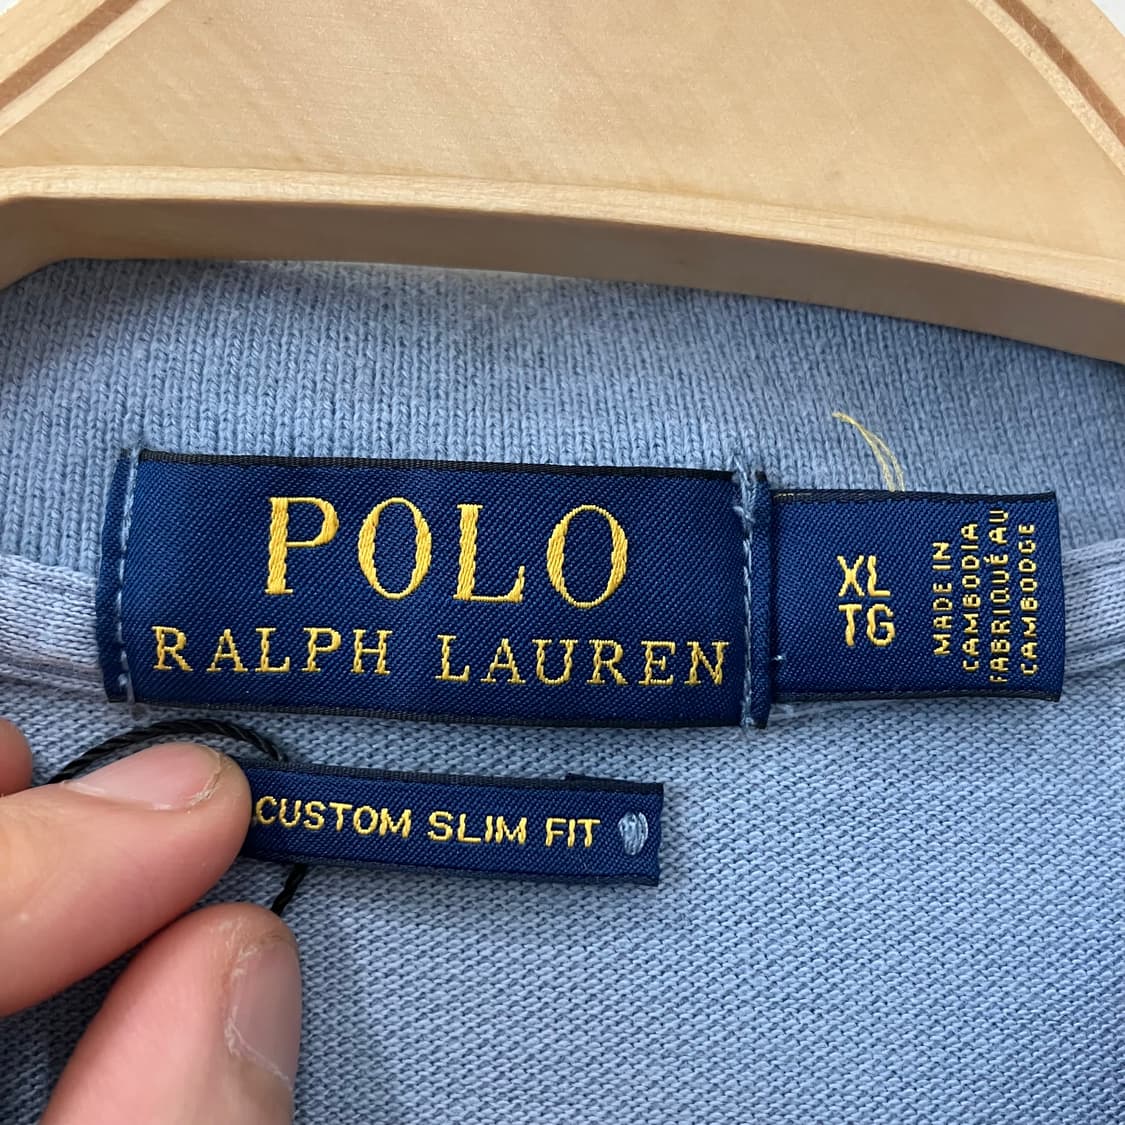 POLO
RALPH LAUREN
XL
TG
MADE IN
CAMBODIA
FABRIQUÉ AU
CAMBODGE
CUSTOM SLIM FIT